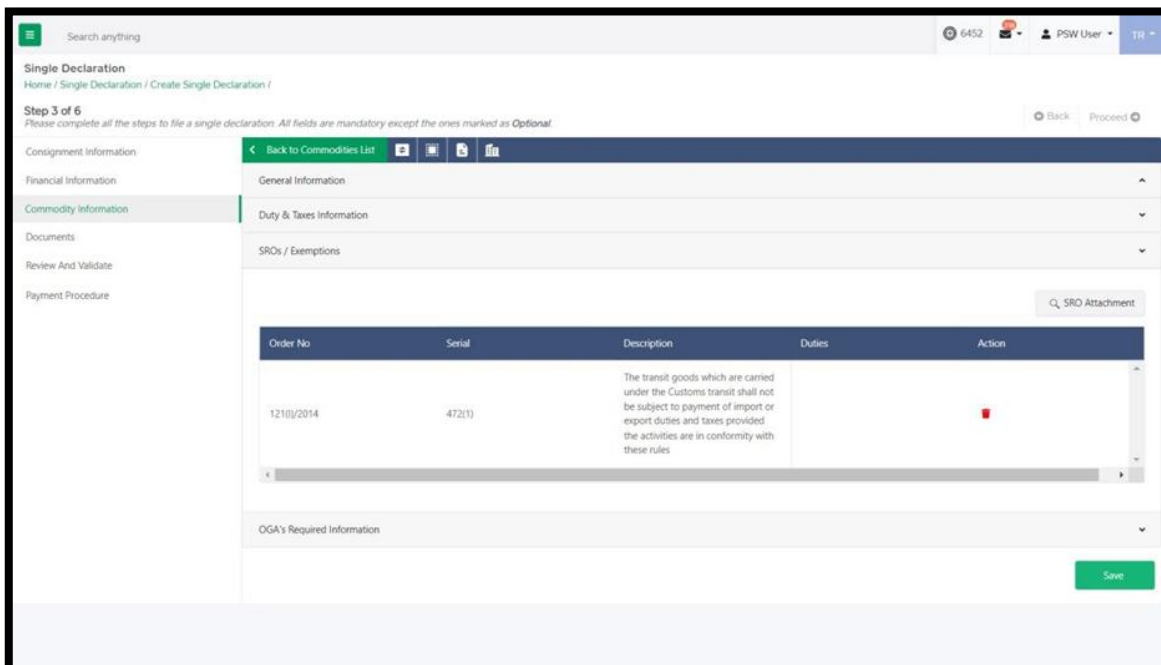 Search anything
6452
PSW User
TR
Single Declaration
Home / Single Declaration / Create Single Declaration /
Step 3 of 6
Please complete all the steps to file a single declaration. All fields are mandatory except the ones marked as Optional.
Back
Proceed
Consignment Information
Financial Information
Commodity Information
Documents
Review And Validate
Payment Procedure
Back to Commodities List
General Information
Duty & Taxes Information
SROs / Exemptions
SRO Attachment
Order No Serial Description Duties Action
121(I)/2014
472(1)
The transit goods which are carried
under the Customs transit shall not
be subject to payment of import or
export duties and taxes provided
the activities are in conformity with
these rules
OGA's Required Information
Save